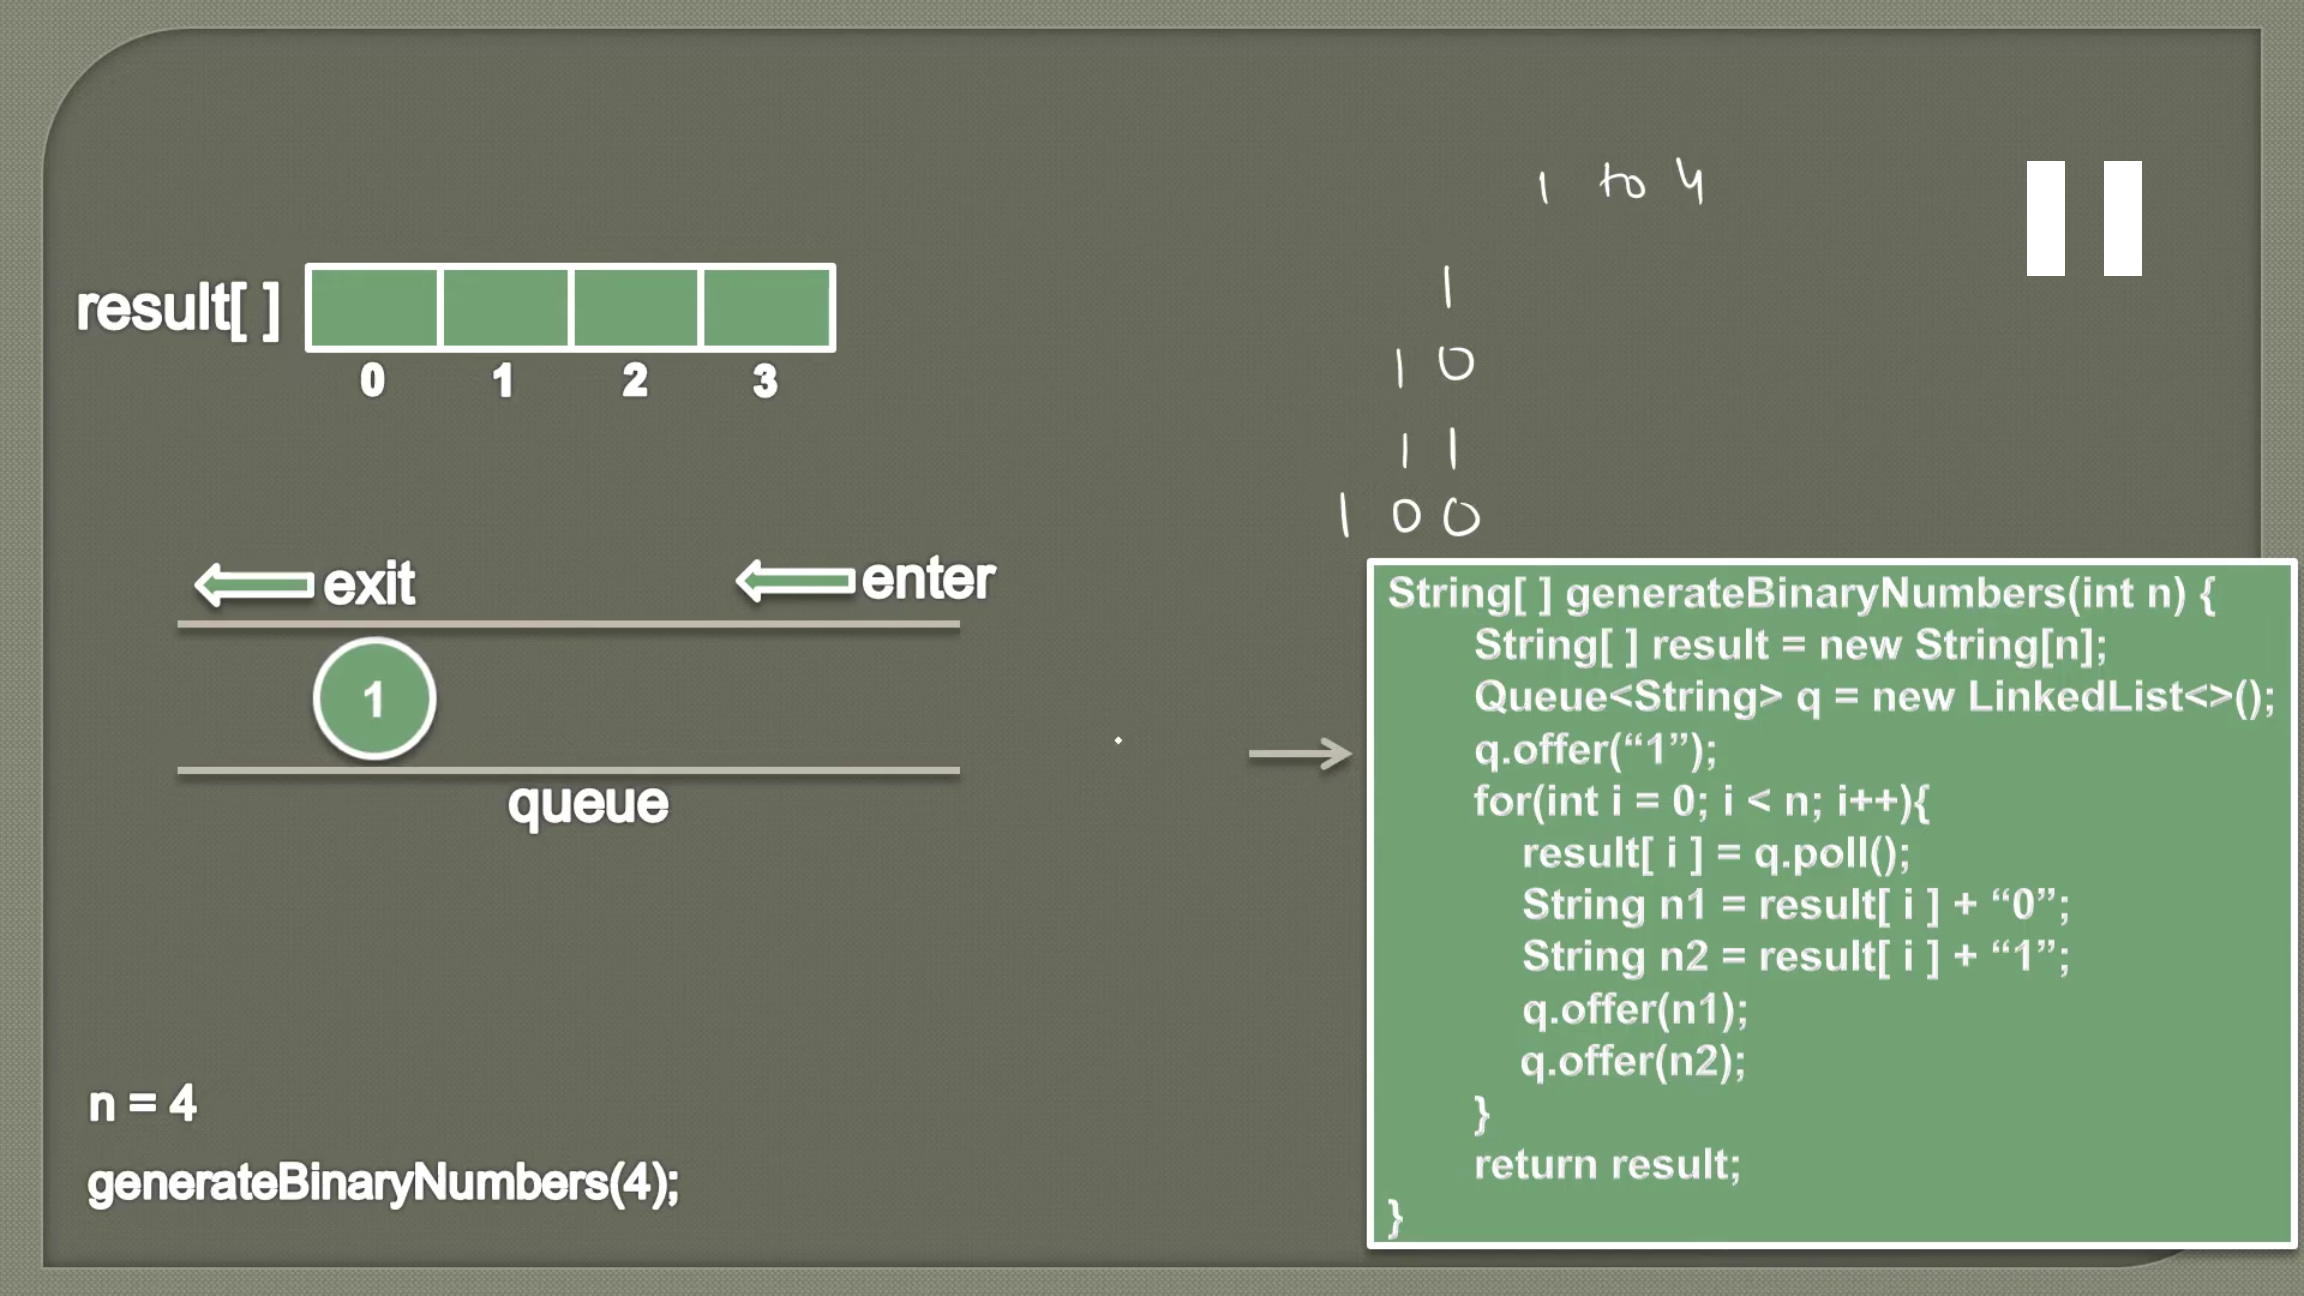 1 to 4
1
1 0
1 1
1 0 0
result[ ]
0 1 2 3
exit
enter
1
queue
n = 4
generateBinaryNumbers(4);
String[ ] generateBinaryNumbers(int n) {
String[ ] result = new String[n];
Queue<String> q = new LinkedList<>();
q.offer(“1”);
for(int i = 0; i < n; i++){
result[ i ] = q.poll();
String n1 = result[ i ] + “0”;
String n2 = result[ i ] + “1”;
q.offer(n1);
q.offer(n2);
}
return result;
}